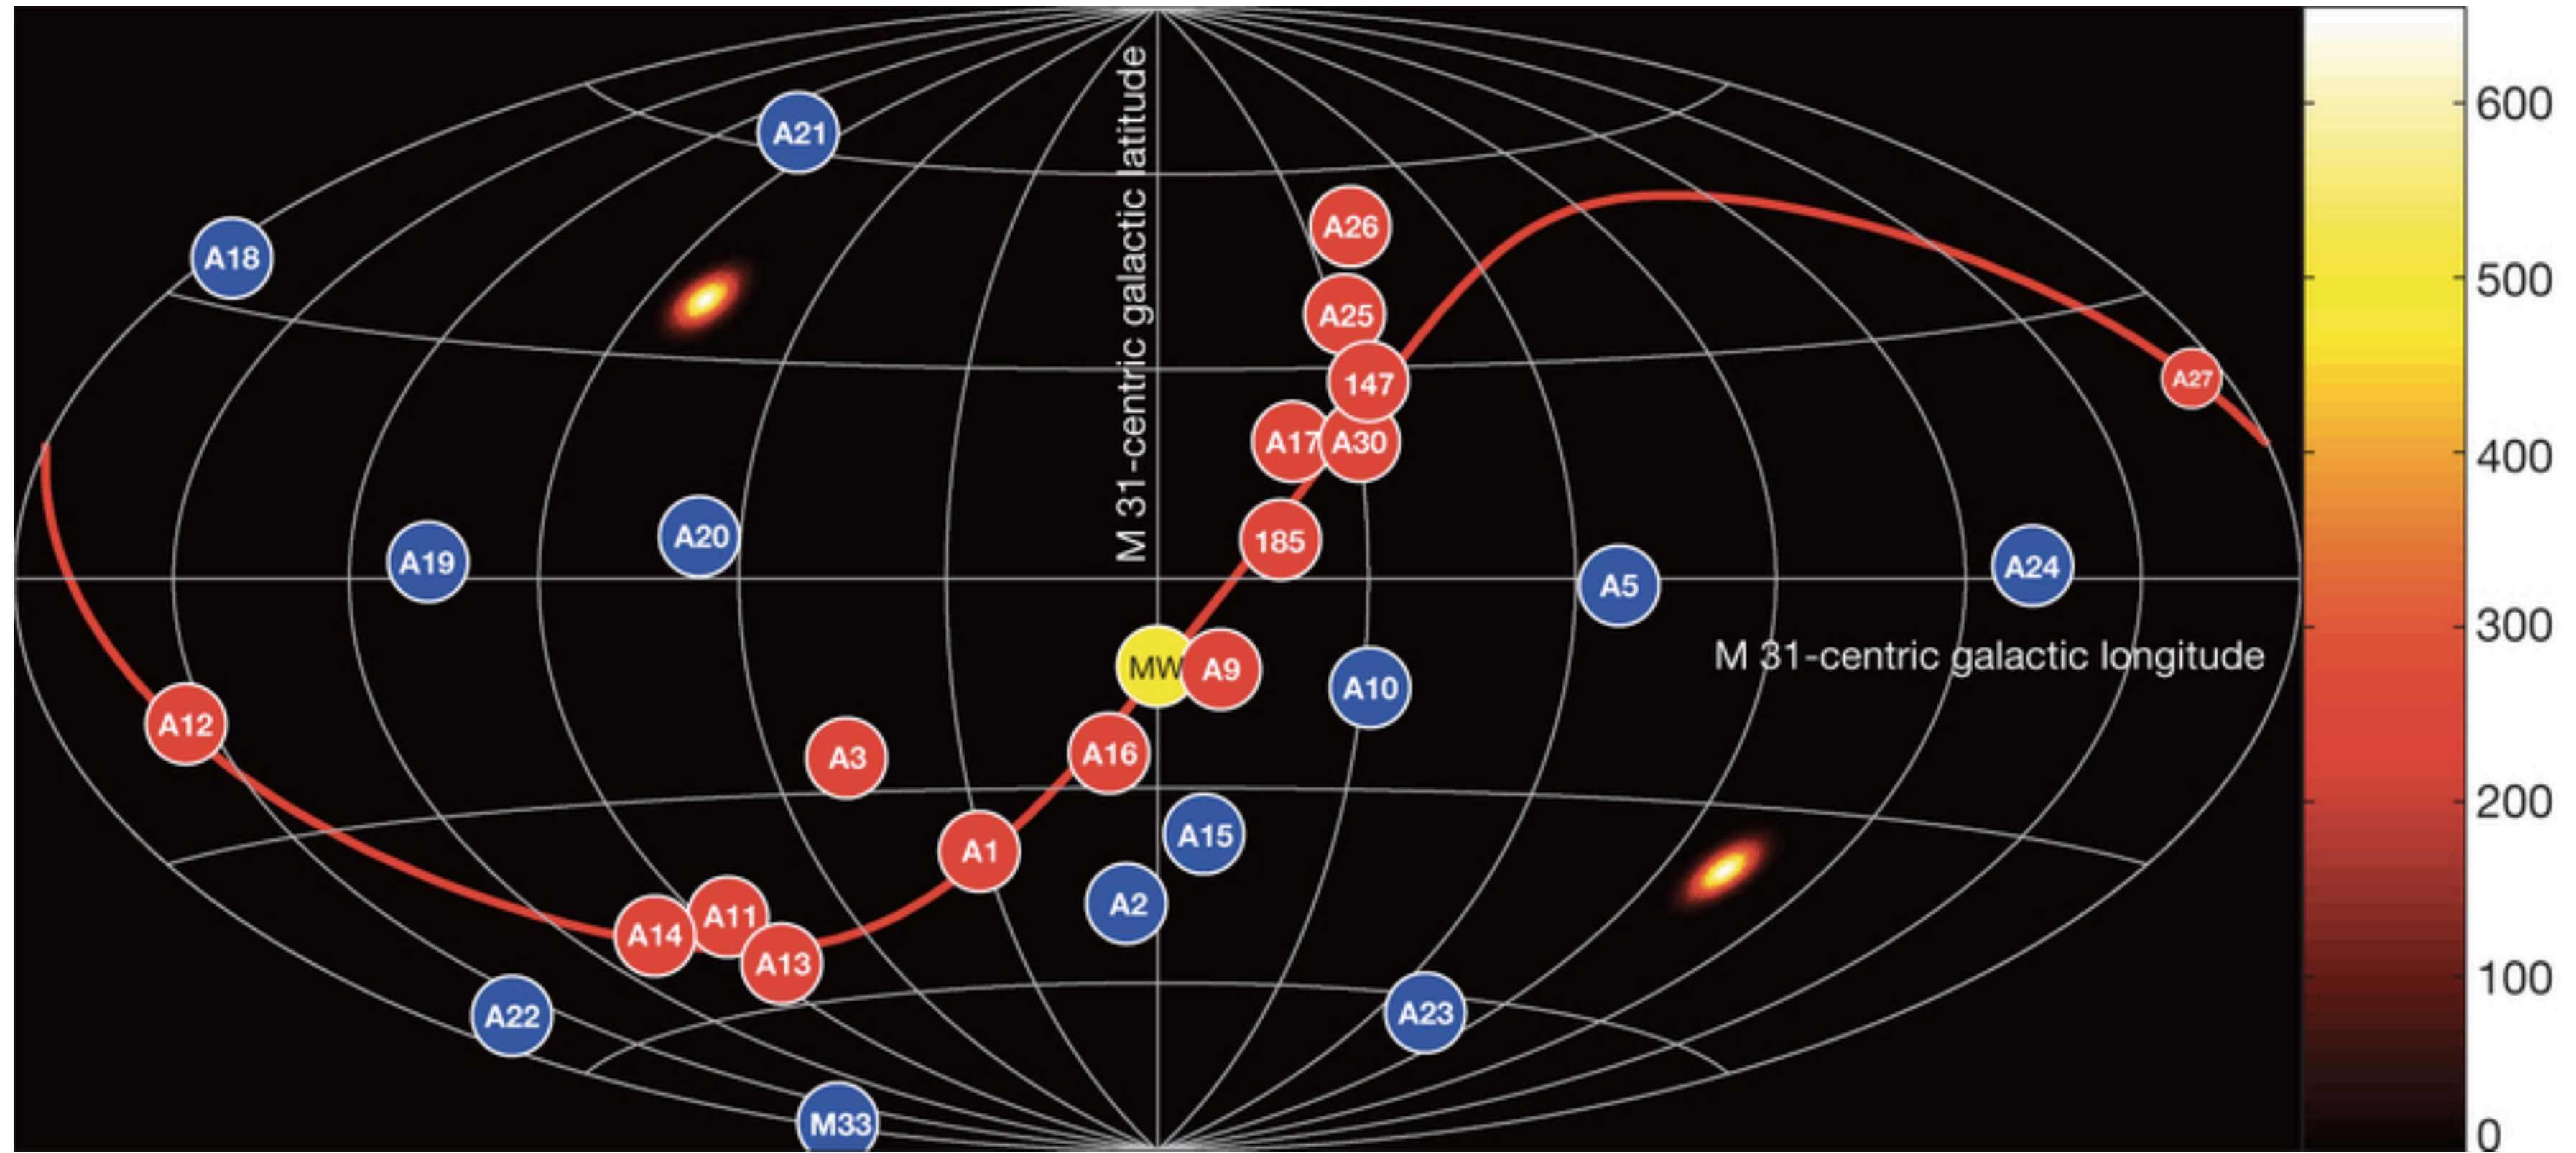 M 31-centric galactic latitude
A21
A26
A18
A25
147
A27
A17
A30
A20
185
A19
A5
A24
MW
A9
M 31-centric galactic longitude
A10
A12
A3
A16
A15
A1
A2
A11
A14
A13
A22
A23
M33
600
500
400
300
200
100
0